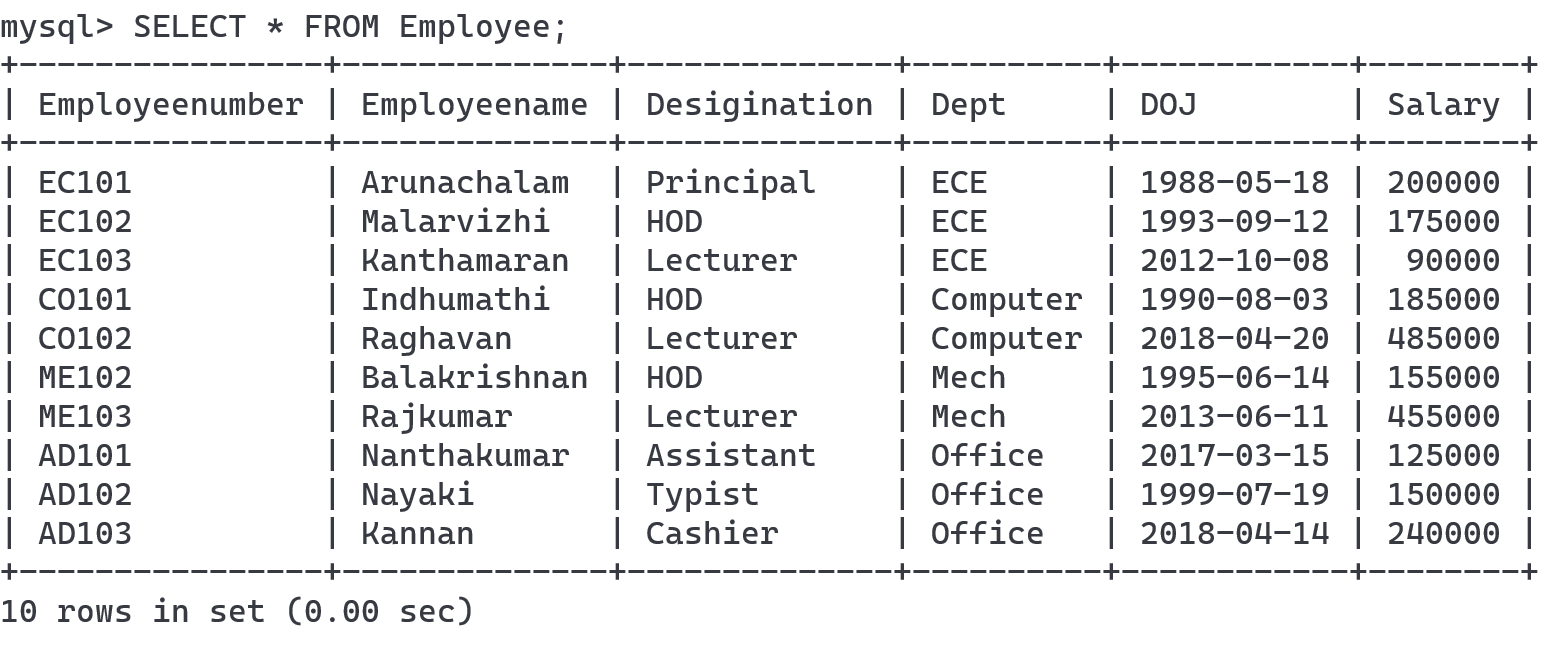 mysql> SELECT * FROM Employee;
+----------------+--------------+--------------+----------+------------+--------+
| Employeenumber | Employeename | Desigination | Dept     | DOJ        | Salary |
+----------------+--------------+--------------+----------+------------+--------+
| EC101          | Arunachalam  | Principal    | ECE      | 1988-05-18 | 200000 |
| EC102          | Malarvizhi   | HOD          | ECE      | 1993-09-12 | 175000 |
| EC103          | Kanthamaran  | Lecturer     | ECE      | 2012-10-08 |  90000 |
| CO101          | Indhumathi   | HOD          | Computer | 1990-08-03 | 185000 |
| CO102          | Raghavan     | Lecturer     | Computer | 2018-04-20 | 485000 |
| ME102          | Balakrishnan | HOD          | Mech     | 1995-06-14 | 155000 |
| ME103          | Rajkumar     | Lecturer     | Mech     | 2013-06-11 | 455000 |
| AD101          | Nanthakumar  | Assistant    | Office   | 2017-03-15 | 125000 |
| AD102          | Nayaki       | Typist       | Office   | 1999-07-19 | 150000 |
| AD103          | Kannan       | Cashier      | Office   | 2018-04-14 | 240000 |
+----------------+--------------+--------------+----------+------------+--------+
10 rows in set (0.00 sec)